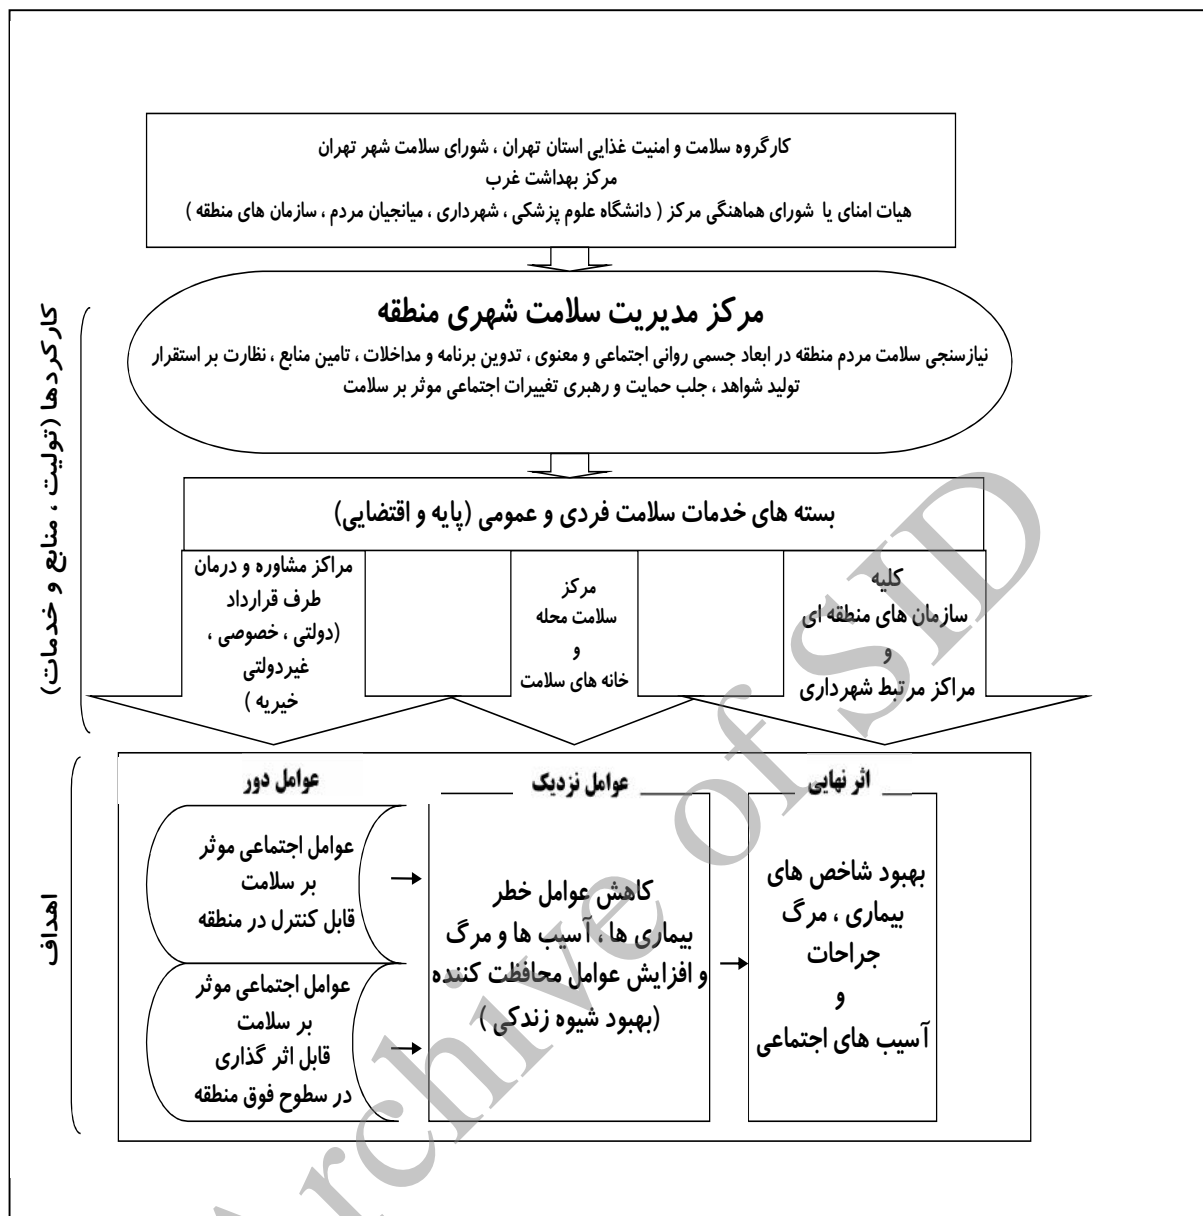 کارگروه سلامت و امنیت غذایی استان تهران ، شورای سلامت شهر تهران
مرکز بهداشت غرب
هیات امنای یا شورای هماهنگی مرکز ( دانشگاه علوم پزشکی ، شهرداری ، میانجیان مردم ، سازمان های منطقه )
مرکز مدیریت سلامت شهری منطقه
نیازسنجی سلامت مردم منطقه در ابعاد جسمی روانی اجتماعی و معنوی ، تدوین برنامه و مداخلات ، تامین منابع ، نظارت بر استقرار
تولید شواهد ، جلب حمایت و رهبری تغییرات اجتماعی موثر بر سلامت
بسته های خدمات سلامت فردی و عمومی (پایه و اقتضایی)
کلیه
سازمان های منطقه ای
و
مراکز مرتبط شهرداری
مرکز
سلامت محله
و
خانه های سلامت
مراکز مشاوره و درمان
طرف قرارداد
(دولتی ، خصوصی ،
غیردولتی
خیریه )
کارکردها (تولیت ، منابع و خدمات)
اهداف
عوامل دور
عوامل اجتماعی موثر
بر سلامت
قابل کنترل در منطقه
عوامل اجتماعی موثر
بر سلامت
قابل اثر گذاری
در سطوح فوق منطقه
عوامل نزدیک
کاهش عوامل خطر
بیماری ها ، آسیب ها و مرگ
و افزایش عوامل محافظت کننده
(بهبود شیوه زندکی )
اثر نهایی
بهبود شاخص های
بیماری ، مرگ
جراحات
و
آسیب های اجتماعی
Archive of SID